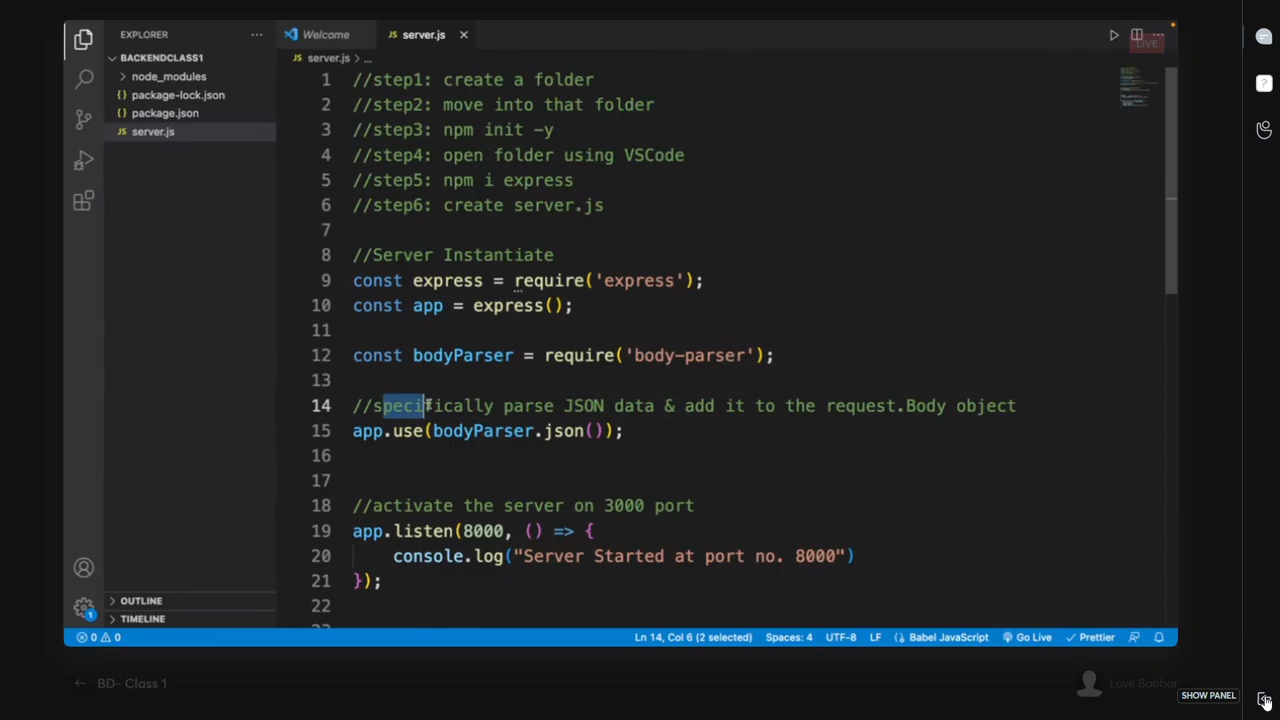 EXPLORER
···
Welcome
JS server.js
LIVE
BACKENDCLASS1
JS server.js > ...
node_modules
{} package-lock.json
{} package.json
JS server.js
1 //step1: create a folder
2 //step2: move into that folder
3 //step3: npm init -y
4 //step4: open folder using VSCode
5 //step5: npm i express
6 //step6: create server.js
7
8 //Server Instantiate
9 const express = require('express');
10 const app = express();
11
12 const bodyParser = require('body-parser');
13
14 //specifically parse JSON data & add it to the request.Body object
15 app.use(bodyParser.json());
16
17
18 //activate the server on 3000 port
19 app.listen(8000, () => {
20 console.log("Server Started at port no. 8000")
21 });
22
OUTLINE
TIMELINE
1
0 0
Ln 14, Col 6 (2 selected)
Spaces: 4
UTF-8
LF
Babel JavaScript
Go Live
Prettier
BD- Class 1
Love Babbar
SHOW PANEL